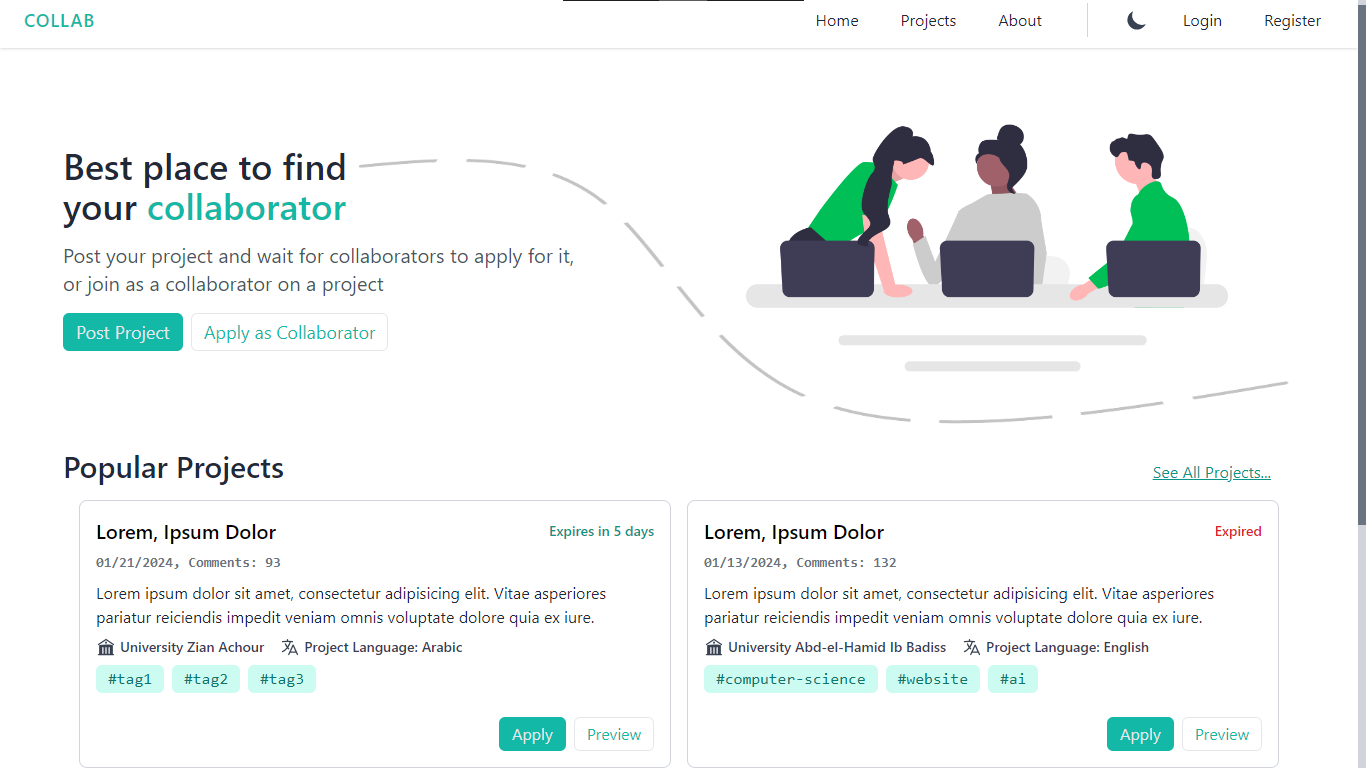 COLLAB
Home
Projects
About
Login
Register
Best place to find
your collaborator
Post your project and wait for collaborators to apply for it,
or join as a collaborator on a project
Post Project
Apply as Collaborator
Popular Projects
See All Projects...
Lorem, Ipsum Dolor
Expires in 5 days
01/21/2024, Comments: 93
Lorem ipsum dolor sit amet, consectetur adipisicing elit. Vitae asperiores
pariatur reiciendis impedit veniam omnis voluptate dolore quia ex iure.
University Zian Achour
Project Language: Arabic
#tag1
#tag2
#tag3
Apply
Preview
Lorem, Ipsum Dolor
Expired
01/13/2024, Comments: 132
Lorem ipsum dolor sit amet, consectetur adipisicing elit. Vitae asperiores
pariatur reiciendis impedit veniam omnis voluptate dolore quia ex iure.
University Abd-el-Hamid Ib Badiss
Project Language: English
#computer-science
#website
#ai
Apply
Preview